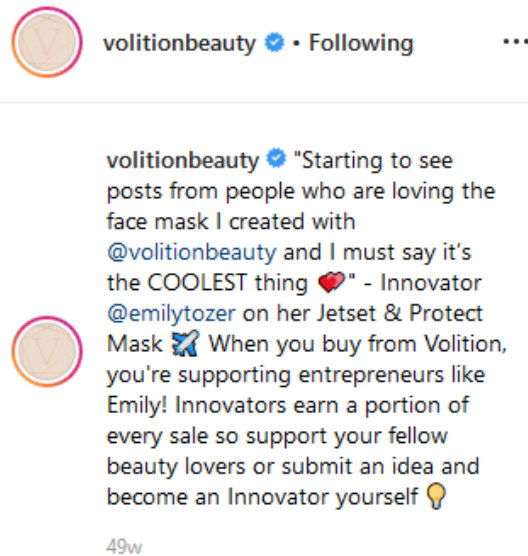 volitionbeauty • Following
volitionbeauty "Starting to see
posts from people who are loving the
face mask I created with
@volitionbeauty and I must say it's
the COOLEST thing 💕" - Innovator
@emilytozer on her Jetset & Protect
Mask ✈️ When you buy from Volition,
you're supporting entrepreneurs like
Emily! Innovators earn a portion of
every sale so support your fellow
beauty lovers or submit an idea and
become an Innovator yourself 💡
49w